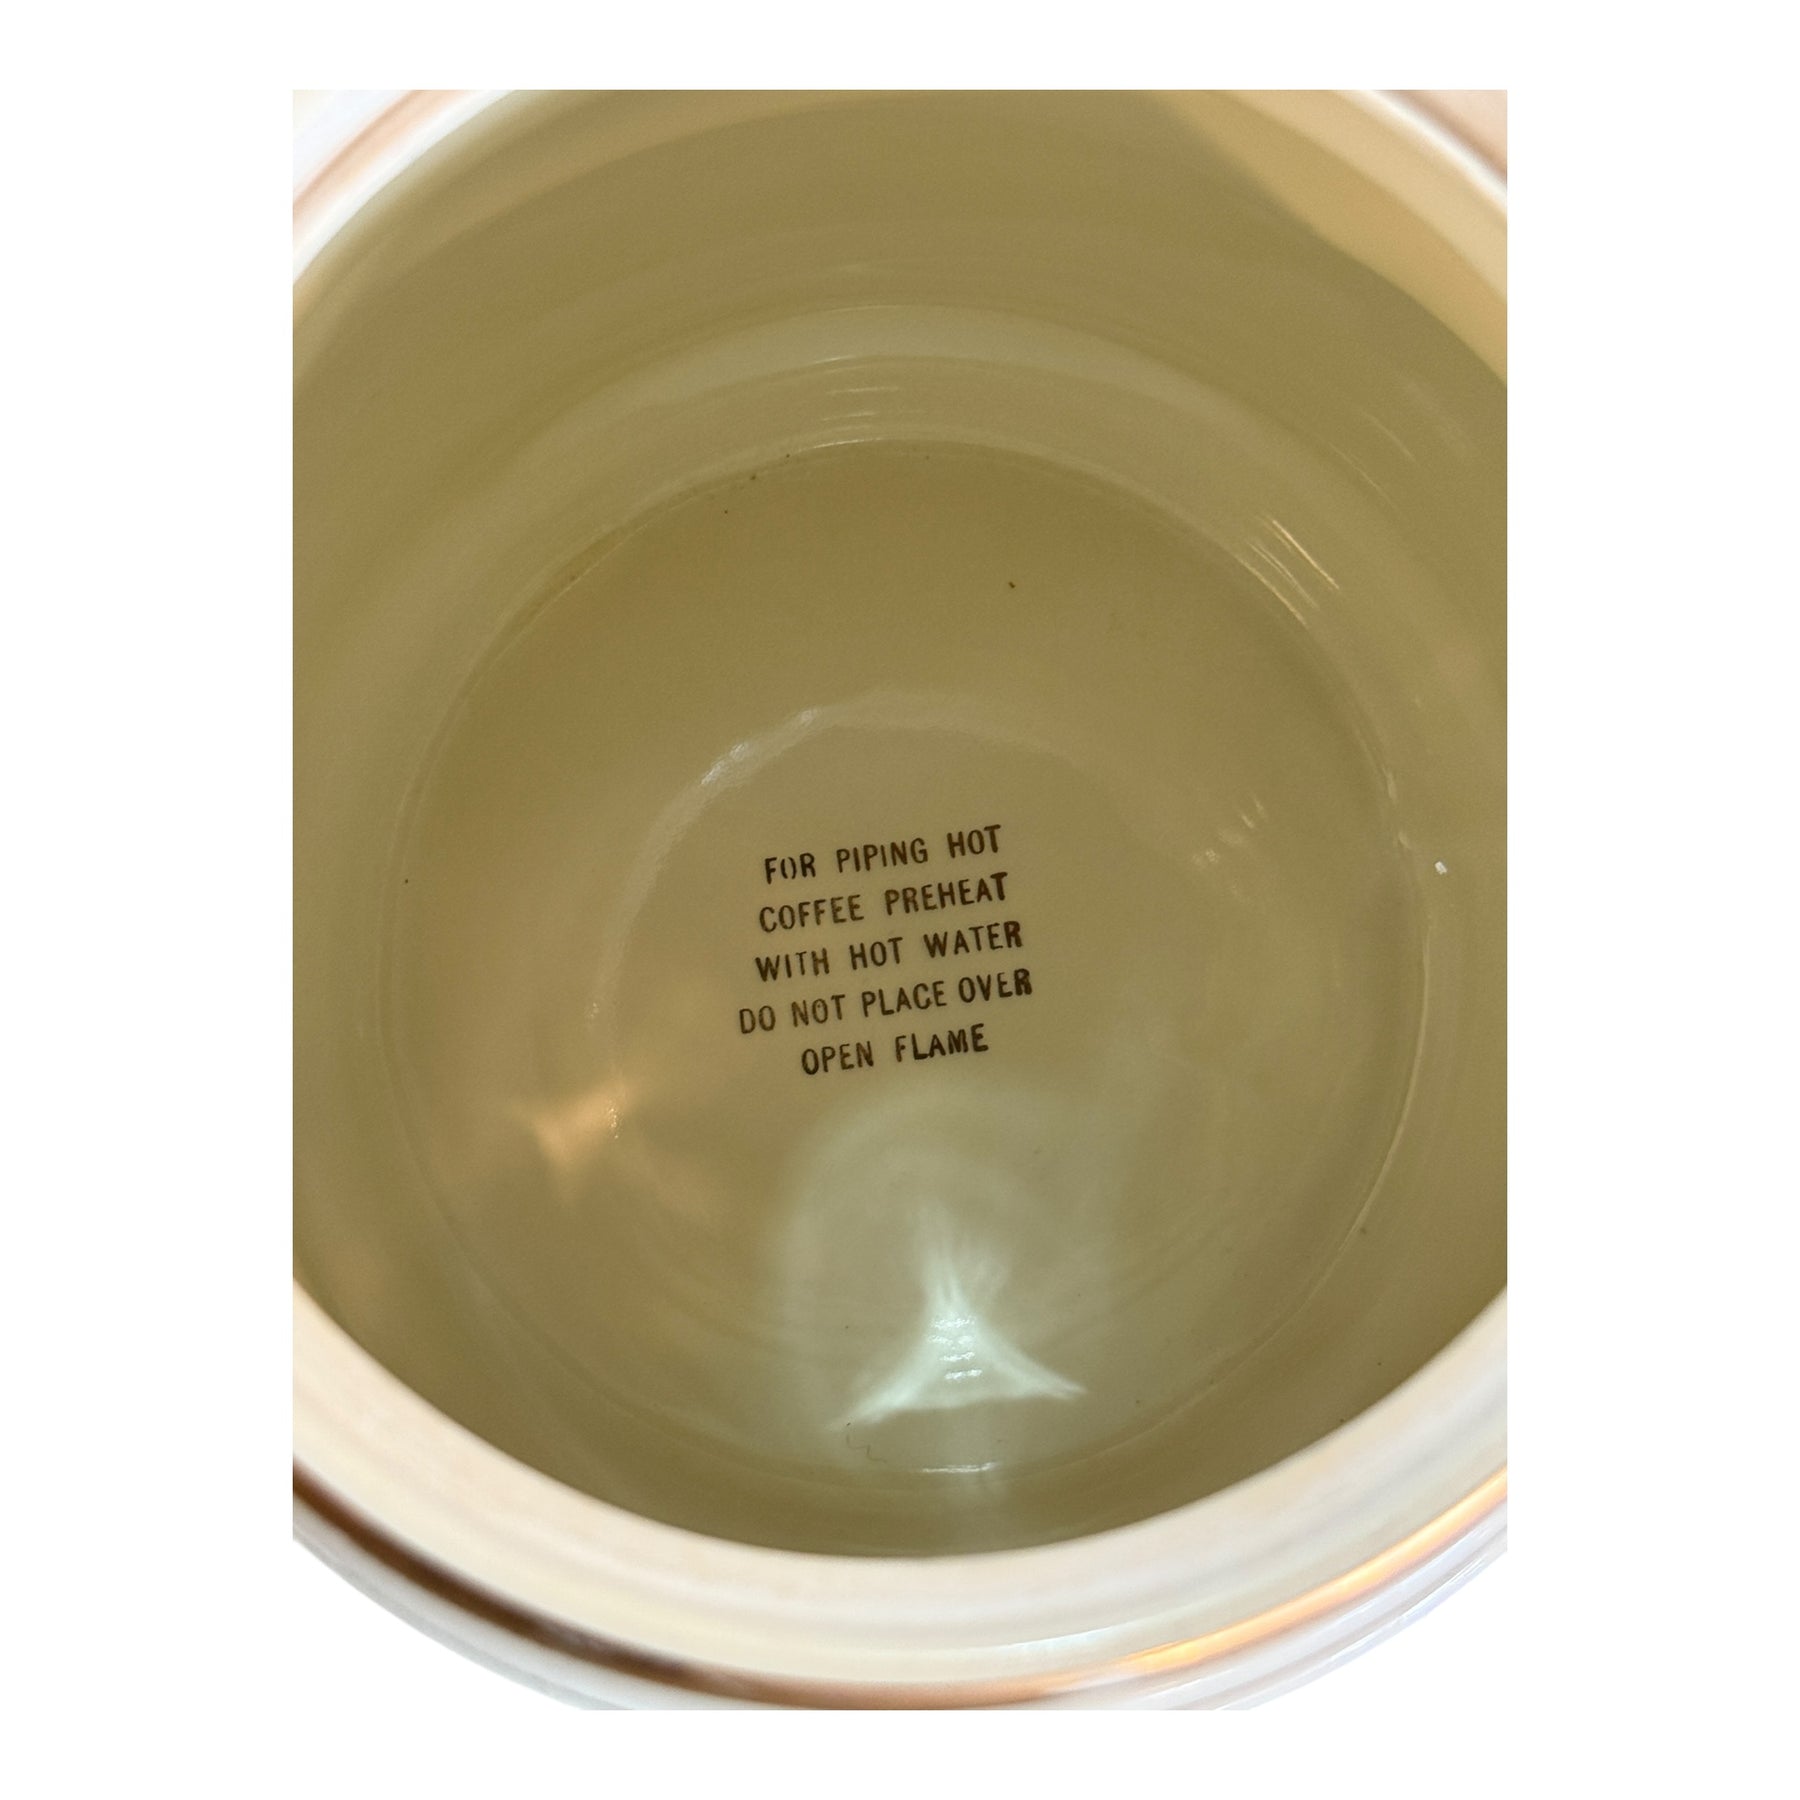 FOR PIPING HOT
COFFEE PREHEAT
WITH HOT WATER
DO NOT PLACE OVER
OPEN FLAME